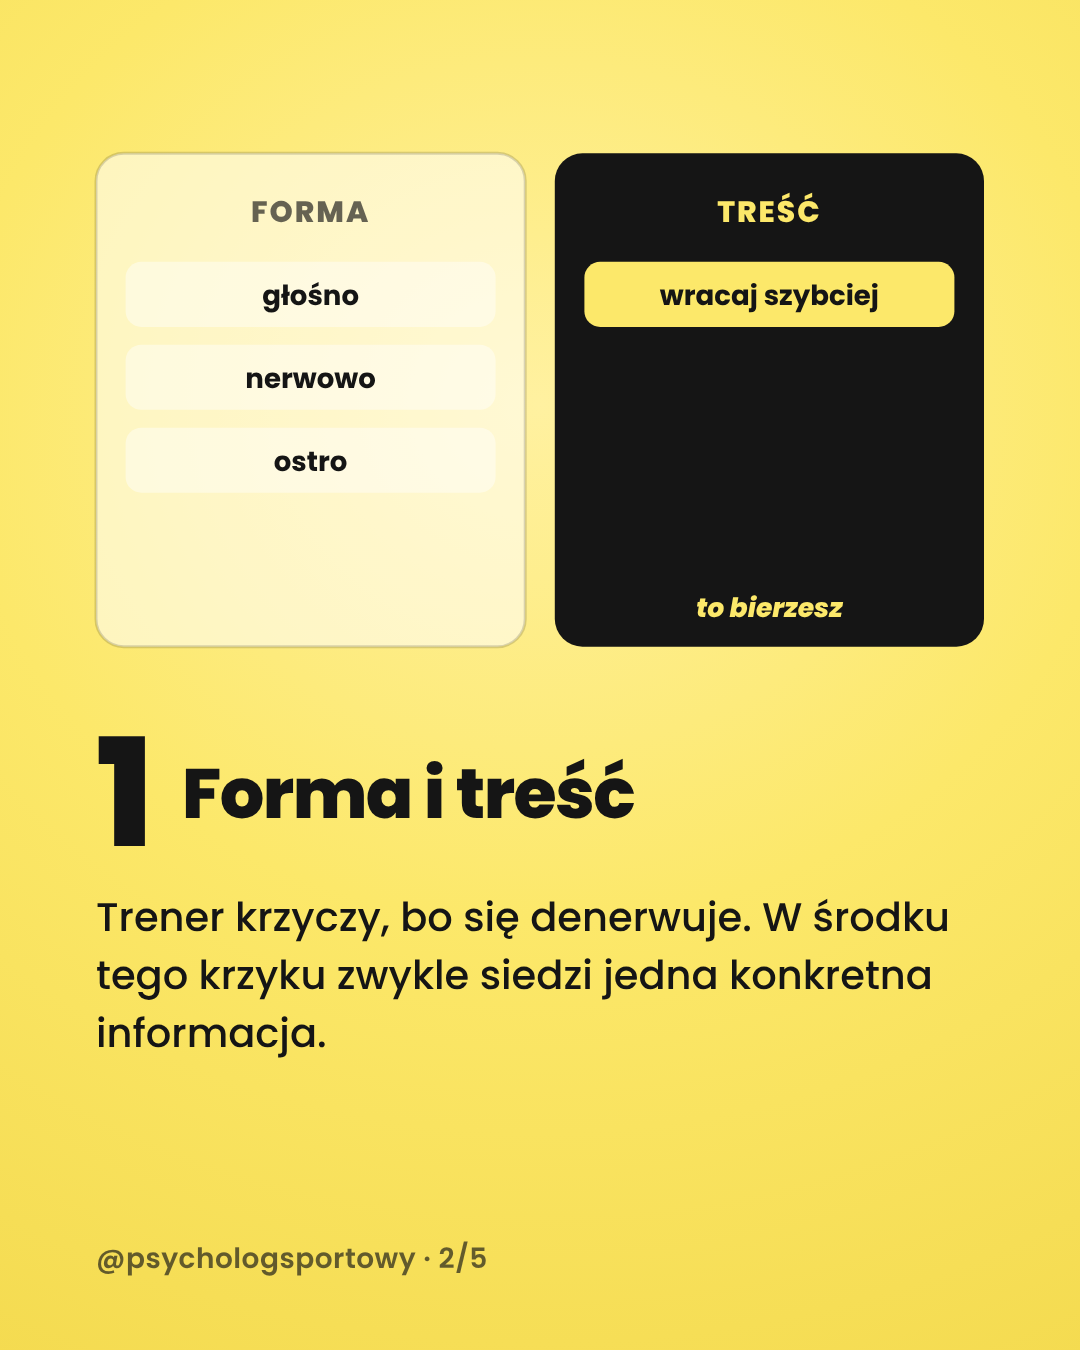 FORMA
głośno
nerwowo
ostro
TREŚĆ
wracaj szybciej
to bierzesz
1 Forma i treść
Trener krzyczy, bo się denerwuje. W środku
tego krzyku zwykle siedzi jedna konkretna
informacja.
@psychologsportowy · 2/5